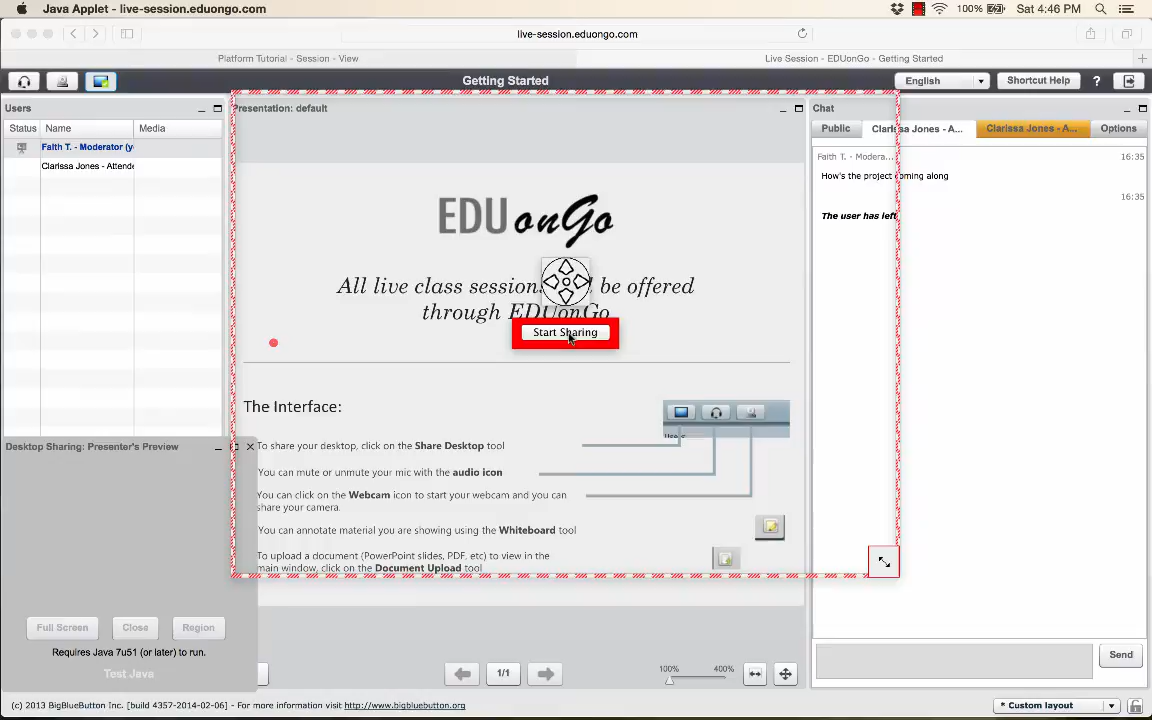 Java Applet - live-session.eduongo.com
100%
Sat 4:46 PM
live-session.eduongo.com
Platform Tutorial - Session - View
Live Session - EDUonGo - Getting Started
Getting Started
English
Shortcut Help
?
Users
Presentation: default
Chat
Status
Name
Media
Public
Clarissa Jones - A...
Clarissa Jones - A...
Options
Faith T. - Moderator (y
Clarissa Jones - Attende
Faith T. - Modera...
16:35
How's the project coming along
16:35
The user has left
EDUonGo
All live class session be offered
through EDUonGo
Start Sharing
The Interface:
To share your desktop, click on the Share Desktop tool
You can mute or unmute your mic with the audio icon
You can click on the Webcam icon to start your webcam and you can
share your camera.
You can annotate material you are showing using the Whiteboard tool
To upload a document (PowerPoint slides, PDF, etc) to view in the
main window, click on the Document Upload tool
Desktop Sharing: Presenter's Preview
Full Screen
Close
Region
Requires Java 7u51 (or later) to run.
Test Java
1/1
100%
400%
Send
(c) 2013 BigBlueButton Inc. [build 4357-2014-02-06] - For more information visit http://www.bigbluebutton.org
* Custom layout